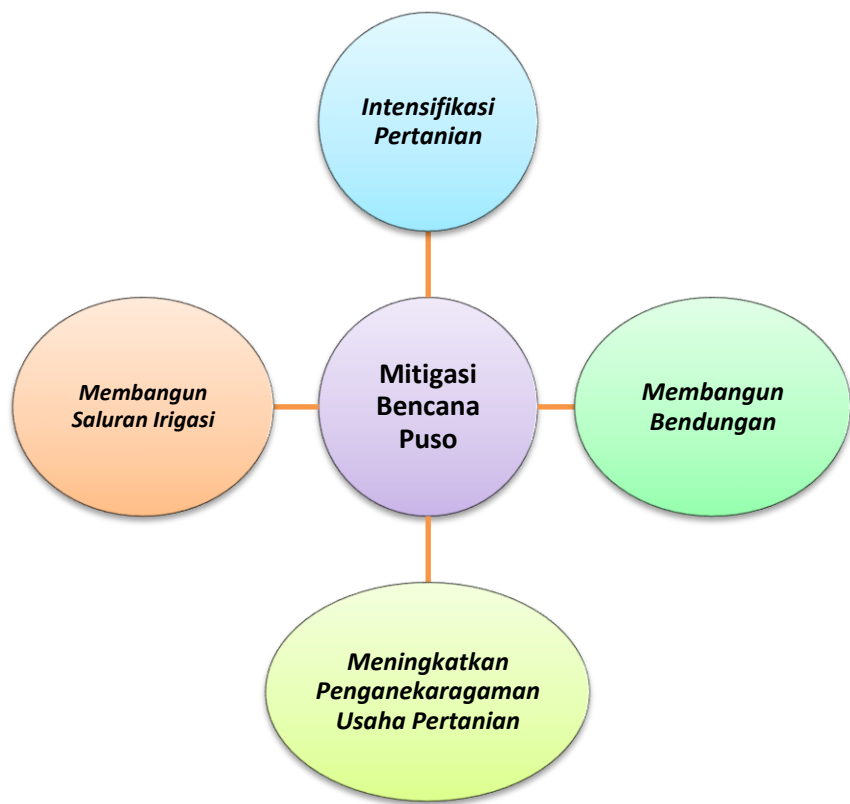 Intensifikasi
Pertanian
Membangun
Saluran Irigasi
Mitigasi
Bencana
Puso
Membangun
Bendungan
Meningkatkan
Penganekaragaman
Usaha Pertanian